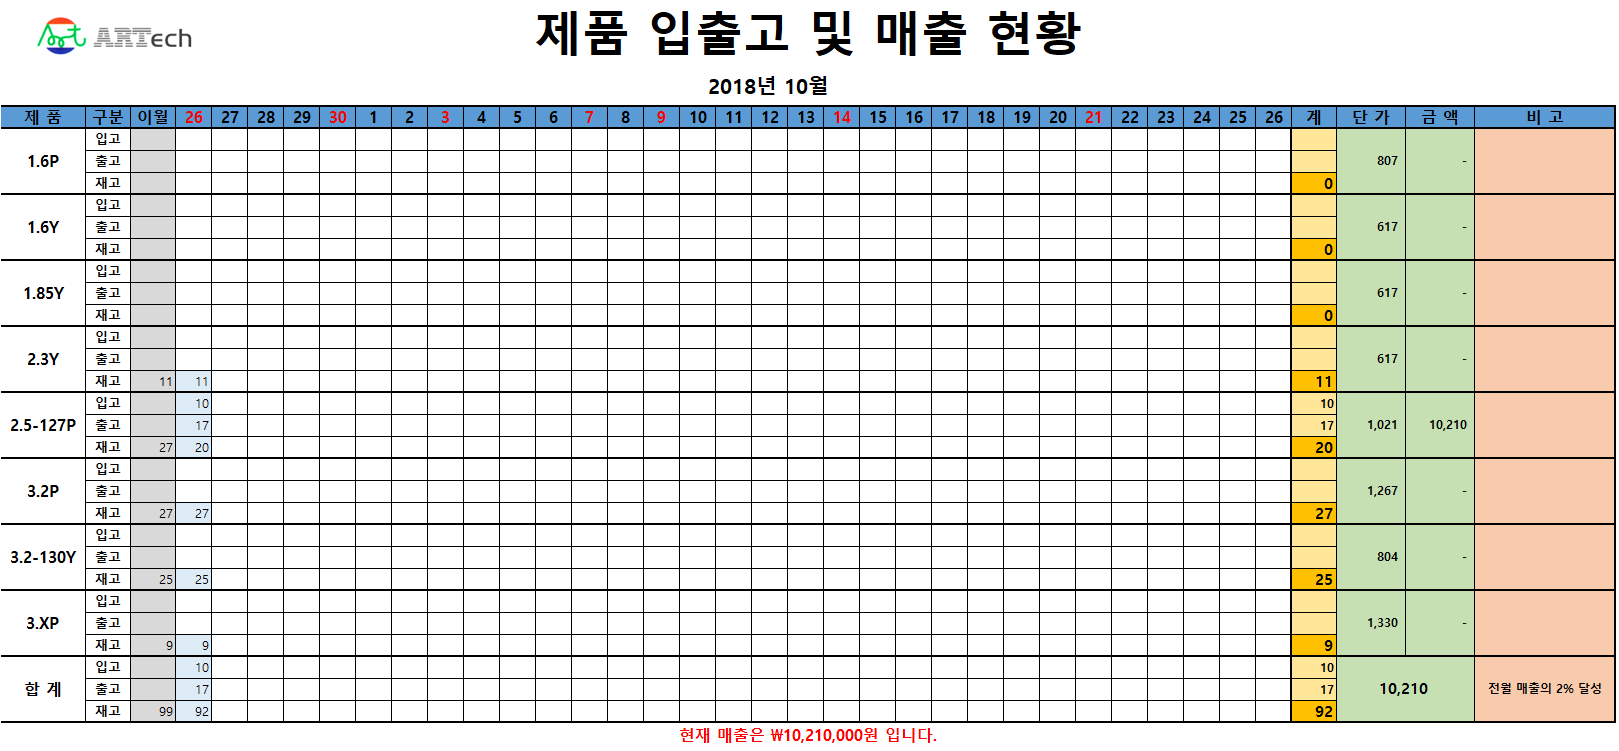 Art ARTech
제품 입출고 및 매출 현황
2018년 10월
제 품 구분 이월 26 27 28 29 30 1 2 3 4 5 6 7 8 9 10 11 12 13 14 15 16 17 18 19 20 21 22 23 24 25 26 계 단 가 금 액 비 고
입고
1.6P 출고 807 -
재고 0
입고
1.6Y 출고 617 -
재고 0
입고
1.85Y 출고 617 -
재고 0
입고
2.3Y 출고 617 -
재고 11 11 11
입고 10 10
2.5-127P 출고 17 17 1,021 10,210
재고 27 20 20
입고
3.2P 출고 1,267 -
재고 27 27 27
입고
3.2-130Y 출고 804 -
재고 25 25 25
입고
3.XP 출고 1,330 -
재고 9 9 9
입고 10 10
합 계 출고 17 17 10,210 전월 매출의 2% 달성
재고 99 92 92
현재 매출은 ₩10,210,000원 입니다.